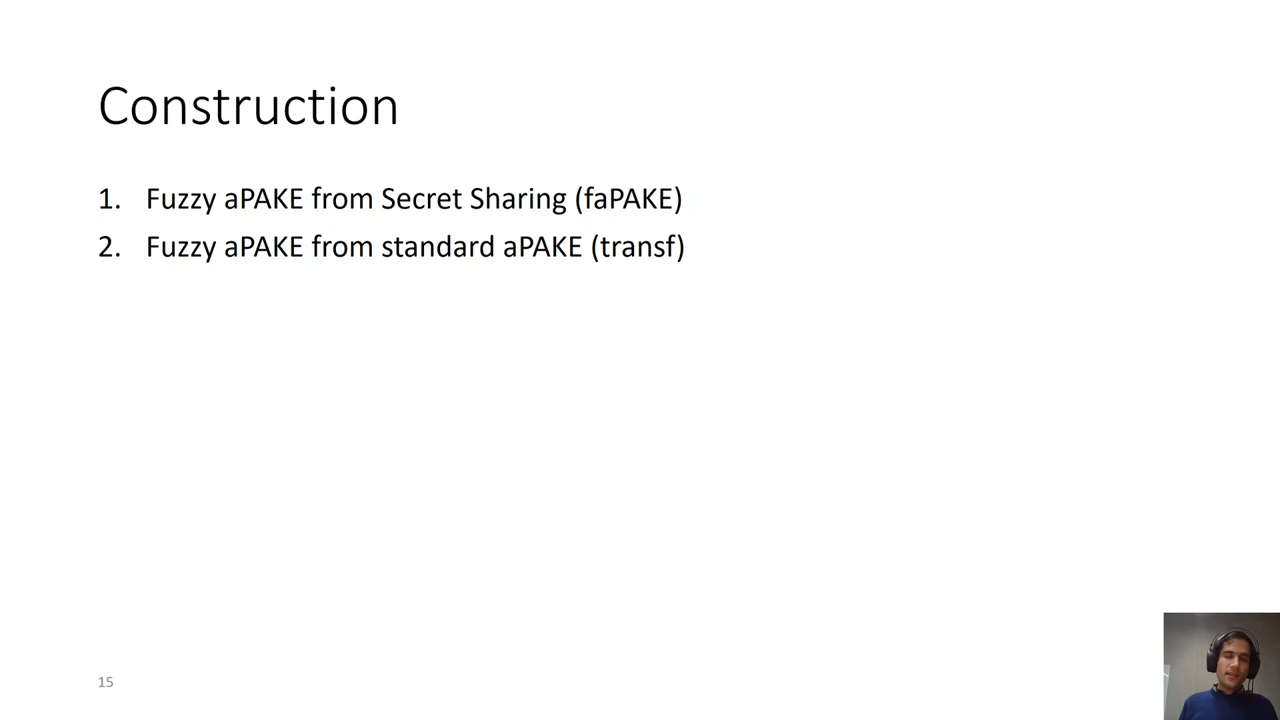 Construction
1. Fuzzy aPAKE from Secret Sharing (faPAKE)
2. Fuzzy aPAKE from standard aPAKE (transf)
15